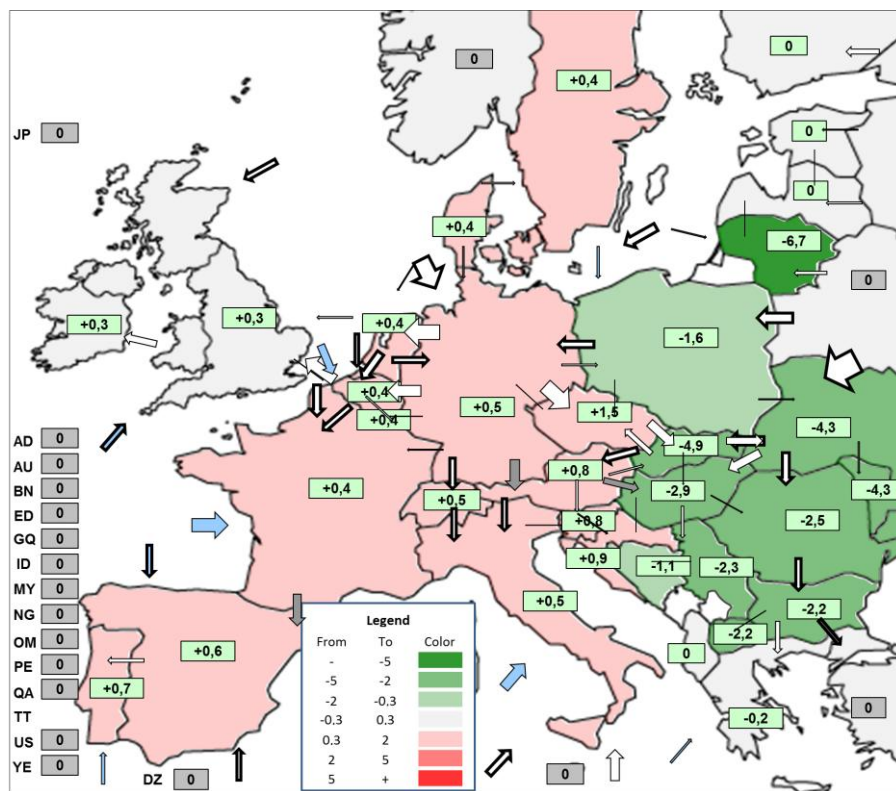 0
0
+0,4
JP 0
0
0
+0,4
-6,7
0
+0,3
+0,3
+0,4
-1,6
+0,4
+0,5
+1,5
+0,4
-4,3
AD 0
-4,9
AU 0
+0,8
BN 0
+0,4
+0,5
-2,9
-4,3
ED 0
+0,8
-2,5
GQ 0
ID 0
+0,9
-1,1
-2,3
MY 0
NG 0
+0,5
-2,2
OM 0
+0,6
-2,2
PE 0
0
QA 0
+0,7
0
TT
-0,2
US 0
YE 0
DZ 0
0
Legend
From To Color
- -5
-5 -2
-2 -0.3
-0.3 0.3
0.3 2
2 5
5 +